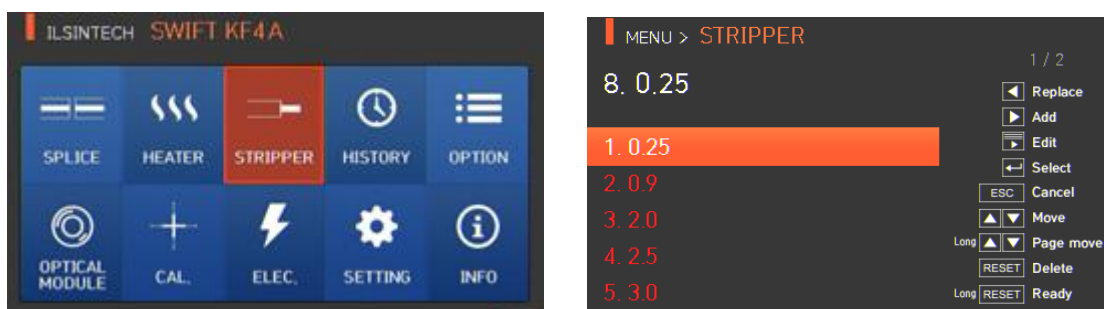 ILSINTECH SWIFT KF4A
SPLICE
HEATER
STRIPPER
HISTORY
OPTION
OPTICAL
MODULE
CAL.
ELEC.
SETTING
INFO
MENU > STRIPPER
1 / 2
8. 0.25
1. 0.25
2. 0.9
3. 2.0
4. 2.5
5. 3.0
Replace
Add
Edit
Select
ESC Cancel
Move
Long Page move
RESET Delete
Long RESET Ready